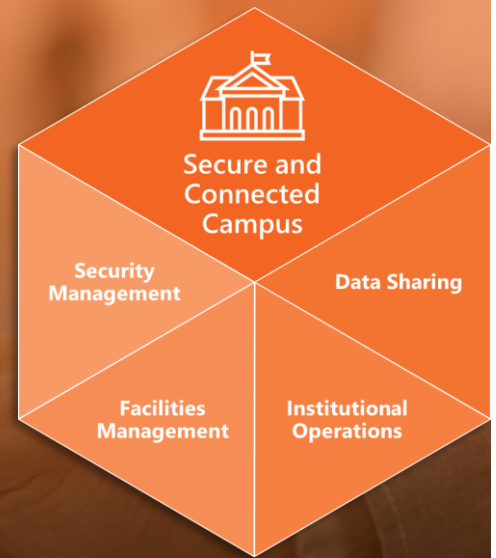 Secure and
Connected
Campus
Security
Management
Data Sharing
Facilities
Management
Institutional
Operations